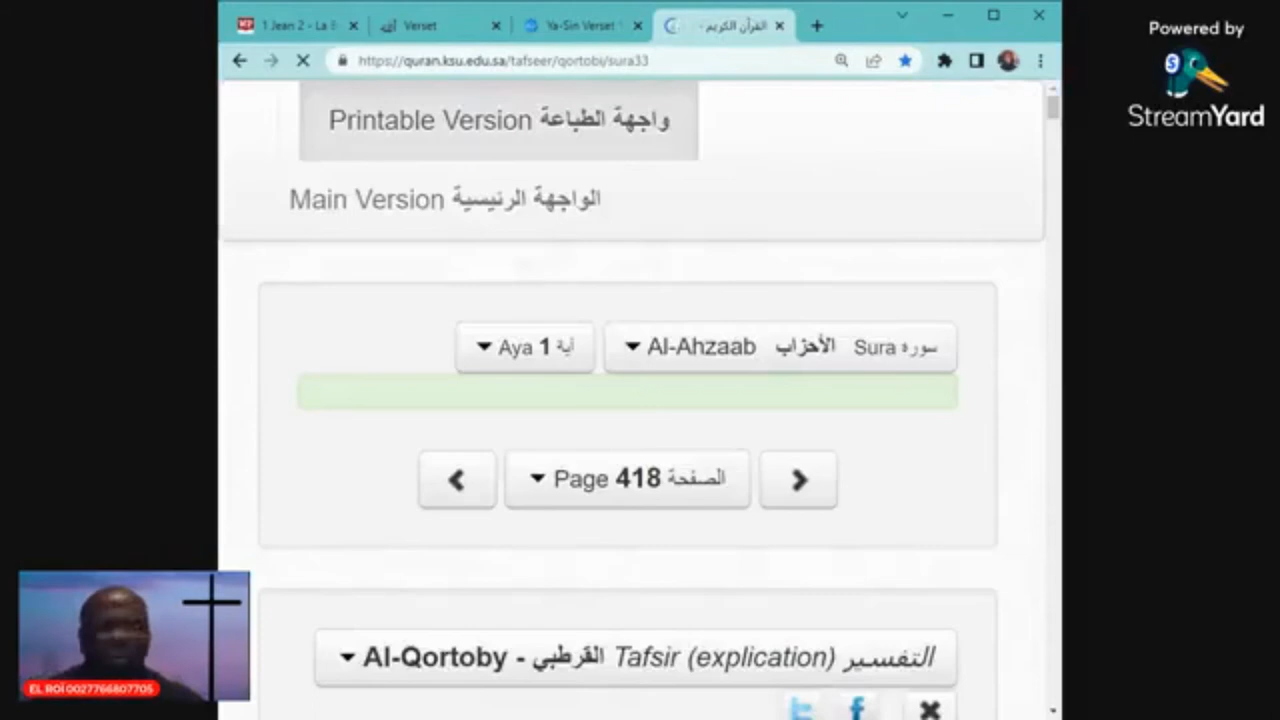 1 Jean 2 - La B
Verset
Ya-Sin Verset
القرآن الكريم -
https://quran.ksu.edu.sa/tafseer/qortobi/sura33
Powered by
StreamYard
Printable Version واجهة الطباعة
Main Version الواجهة الرئيسية
Aya 1 آية
Al-Ahzaab الأحزاب Sura سورة
Page 418 الصفحة
Al-Qortoby - القرطبي Tafsir (explication) التفسير
EL ROÏ 0027766807705